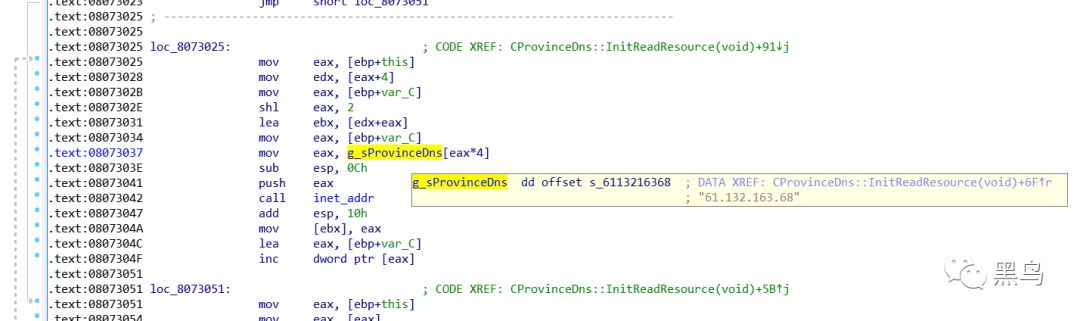 .text:08073023 jmp short loc_8073051
.text:08073025 ; ---------------------------------------------------------------------------
.text:08073025
.text:08073025 loc_8073025: ; CODE XREF: CProvinceDns::InitReadResource(void)+91↓j
.text:08073025 mov eax, [ebp+this]
.text:08073028 mov edx, [eax+4]
.text:0807302B mov eax, [ebp+var_C]
.text:0807302E shl eax, 2
.text:08073031 lea ebx, [edx+eax]
.text:08073034 mov eax, [ebp+var_C]
.text:08073037 mov eax, g_sProvinceDns[eax*4]
.text:0807303E sub esp, 0Ch
.text:08073041 push eax
g_sProvinceDns dd offset s_6113216368 ; DATA XREF: CProvinceDns::InitReadResource(void)+6F↑r
.text:08073042 call inet_addr
; "61.132.163.68"
.text:08073047 add esp, 10h
.text:0807304A mov [ebx], eax
.text:0807304C lea eax, [ebp+var_C]
.text:0807304F inc dword ptr [eax]
.text:08073051
.text:08073051 loc_8073051: ; CODE XREF: CProvinceDns::InitReadResource(void)+5B↑j
.text:08073051 mov eax, [ebp+this]
.text:08073054 mov eax, [eax]
黑鸟